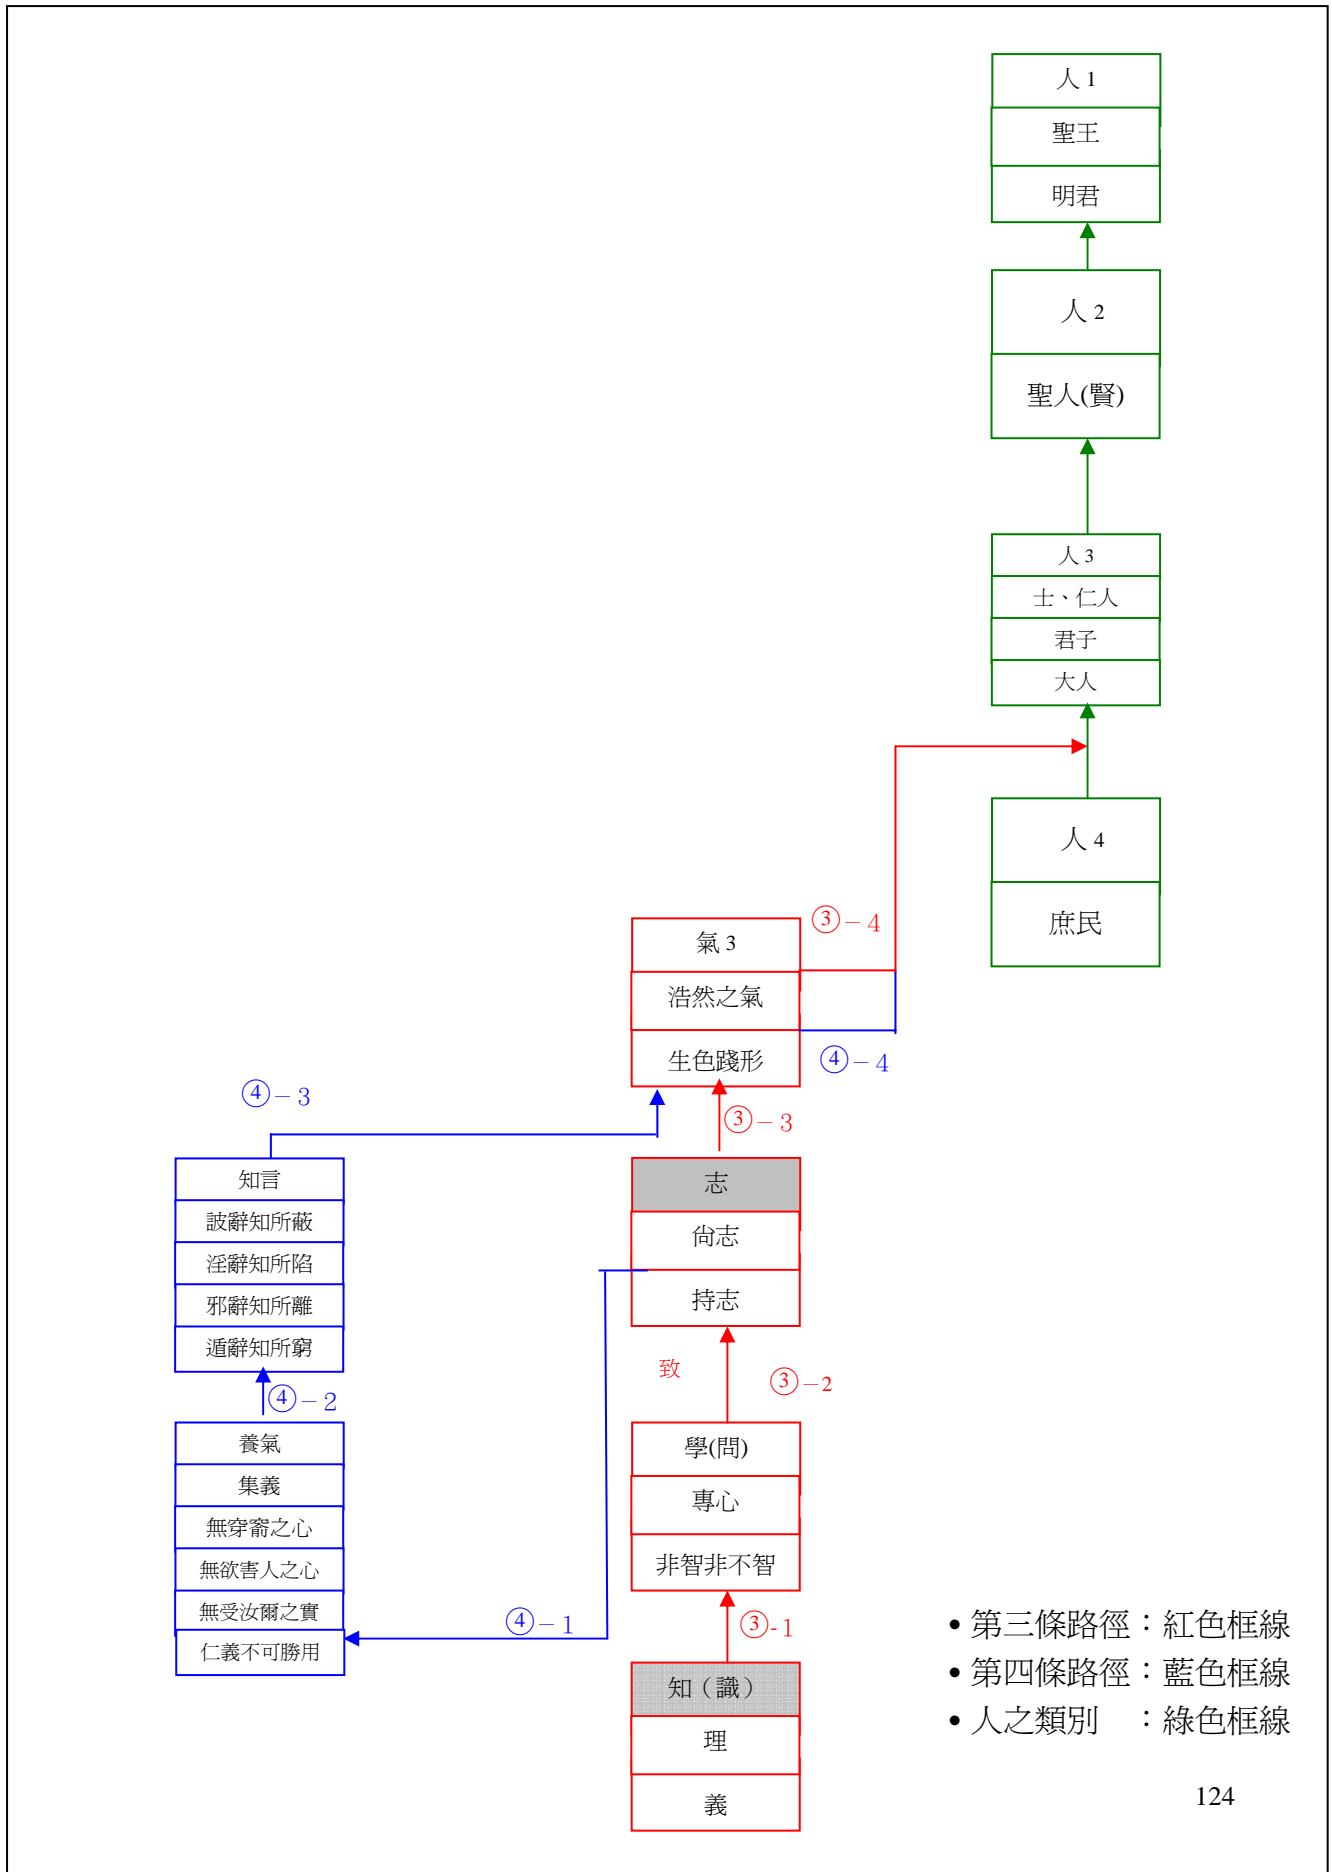 人 1
聖王
明君
人 2
聖人(賢)
人 3
士、仁人
君子
大人
人 4
庶民
③－4
氣 3
浩然之氣
生色踐形
④－4
④－3
③－3
知言
詖辭知所蔽
淫辭知所陷
邪辭知所離
遁辭知所窮
志
尙志
持志
致
③－2
④－2
養氣
集義
無穿窬之心
無欲害人之心
無受汝爾之實
仁義不可勝用
學(問)
專心
非智非不智
④－1
③-1
知（識）
理
義
• 第三條路徑：紅色框線
• 第四條路徑：藍色框線
• 人之類別　：綠色框線
124